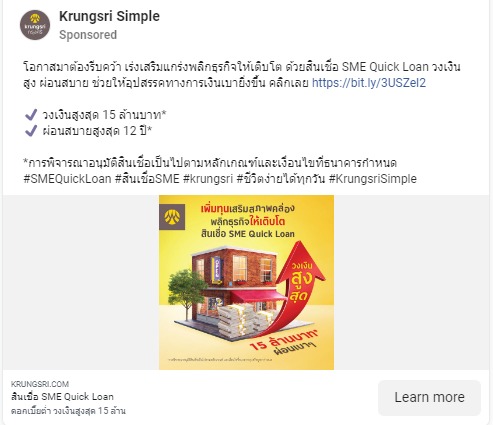 Krungsri Simple
Sponsored
krungsri
กรุงศรี
โอกาสมาต้องรีบคว้า เร่งเสริมแกร่งพลิกธุรกิจให้เติบโต ด้วยสินเชื่อ SME Quick Loan วงเงิน
สูง ผ่อนสบาย ช่วยให้อุปสรรคทางการเงินเบายิ่งขึ้น คลิกเลย https://bit.ly/3USZeI2
✔ วงเงินสูงสุด 15 ล้านบาท*
✔ ผ่อนสบายสูงสุด 12 ปี*
*การพิจารณาอนุมัติสินเชื่อเป็นไปตามหลักเกณฑ์และเงื่อนไขที่ธนาคารกำหนด
#SMEQuickLoan #สินเชื่อSME #krungsri #ชีวิตง่ายได้ทุกวัน #KrungsriSimple
เพิ่มทุนเสริมสภาพคล่อง
พลิกธุรกิจให้เติบโต
สินเชื่อ SME Quick Loan
วงเงิน
สูง
สุด
15 ล้านบาท*
ผ่อนเบาๆ
KRUNGSRI.COM
สินเชื่อ SME Quick Loan
ดอกเบี้ยต่ำ วงเงินสูงสุด 15 ล้าน
Learn more